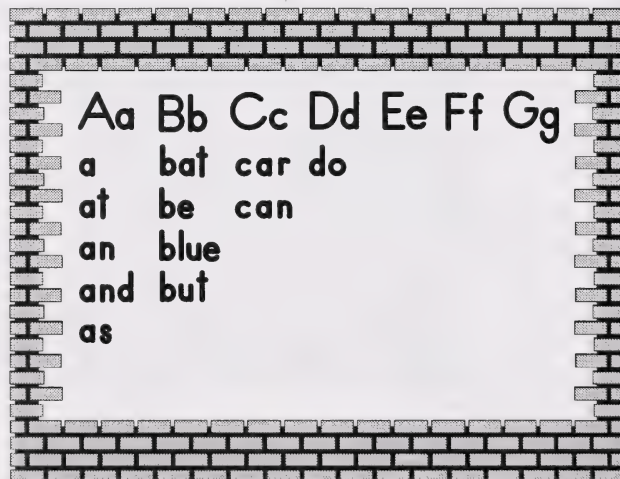 Aa Bb Cc Dd Ee Ff Gg
a bat car do
at be can
an blue
and but
as